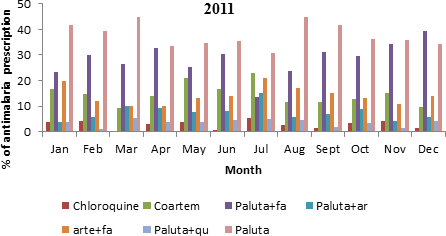 2011
% of antimalaria prescription
50
40
30
20
10
0
Jan Feb Mar Apr May Jun Jul Aug Sept Oct Nov Dec
Month
Chloroquine Coartem Paluta+fa Paluta+ar
arte+fa Paluta+qu Paluta